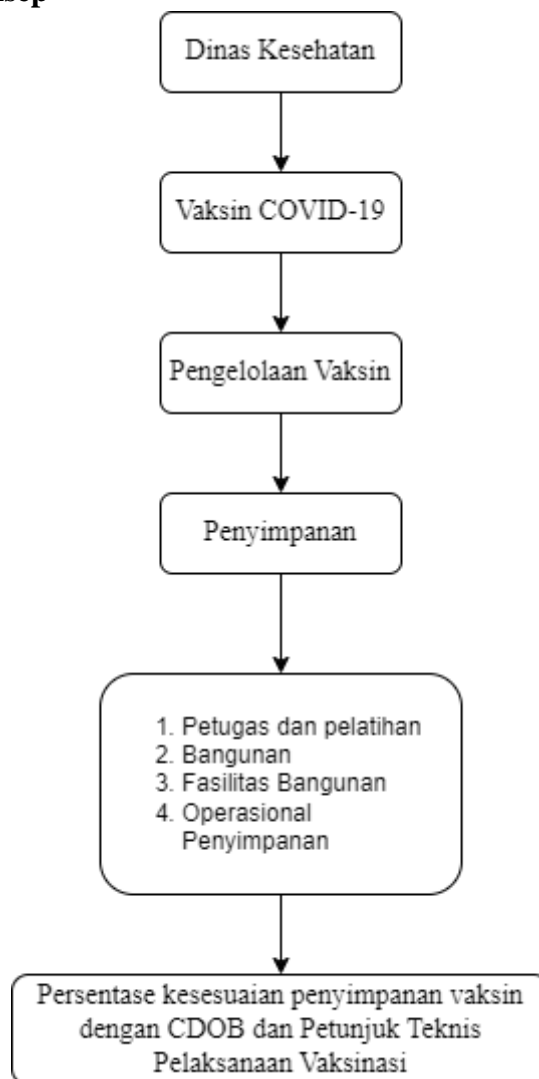 Dinas Kesehatan
Vaksin COVID-19
Pengelolaan Vaksin
Penyimpanan
1. Petugas dan pelatihan
2. Bangunan
3. Fasilitas Bangunan
4. Operasional
Penyimpanan
Persentase kesesuaian penyimpanan vaksin
dengan CDOB dan Petunjuk Teknis
Pelaksanaan Vaksinasi